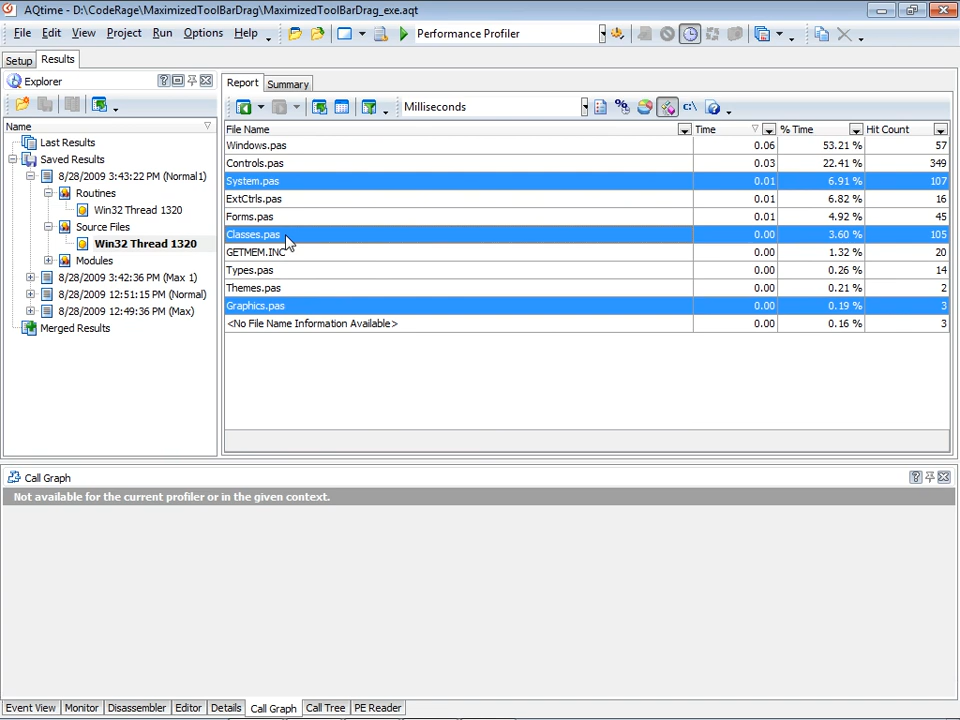 AQtime - D:\CodeRage\MaximizedToolBarDrag\MaximizedToolBarDrag_exe.aqt
File Edit View Project Run Options Help Performance Profiler
Setup Results
Explorer
Report Summary
Milliseconds
Name
File Name Time % Time Hit Count
Last Results
Saved Results
8/28/2009 3:43:22 PM (Normal1)
Routines
Win32 Thread 1320
Source Files
Win32 Thread 1320
Modules
8/28/2009 3:42:36 PM (Max 1)
8/28/2009 12:51:15 PM (Normal)
8/28/2009 12:49:36 PM (Max)
Merged Results
Windows.pas 0.06 53.21 % 57
Controls.pas 0.03 22.41 % 349
System.pas 0.01 6.91 % 107
ExtCtrls.pas 0.01 6.82 % 16
Forms.pas 0.01 4.92 % 45
Classes.pas 0.00 3.60 % 105
GETMEM.INC 0.00 1.32 % 20
Types.pas 0.00 0.26 % 14
Themes.pas 0.00 0.21 % 2
Graphics.pas 0.00 0.19 % 3
<No File Name Information Available> 0.00 0.16 % 3
Call Graph
Not available for the current profiler or in the given context.
Event View Monitor Disassembler Editor Details Call Graph Call Tree PE Reader